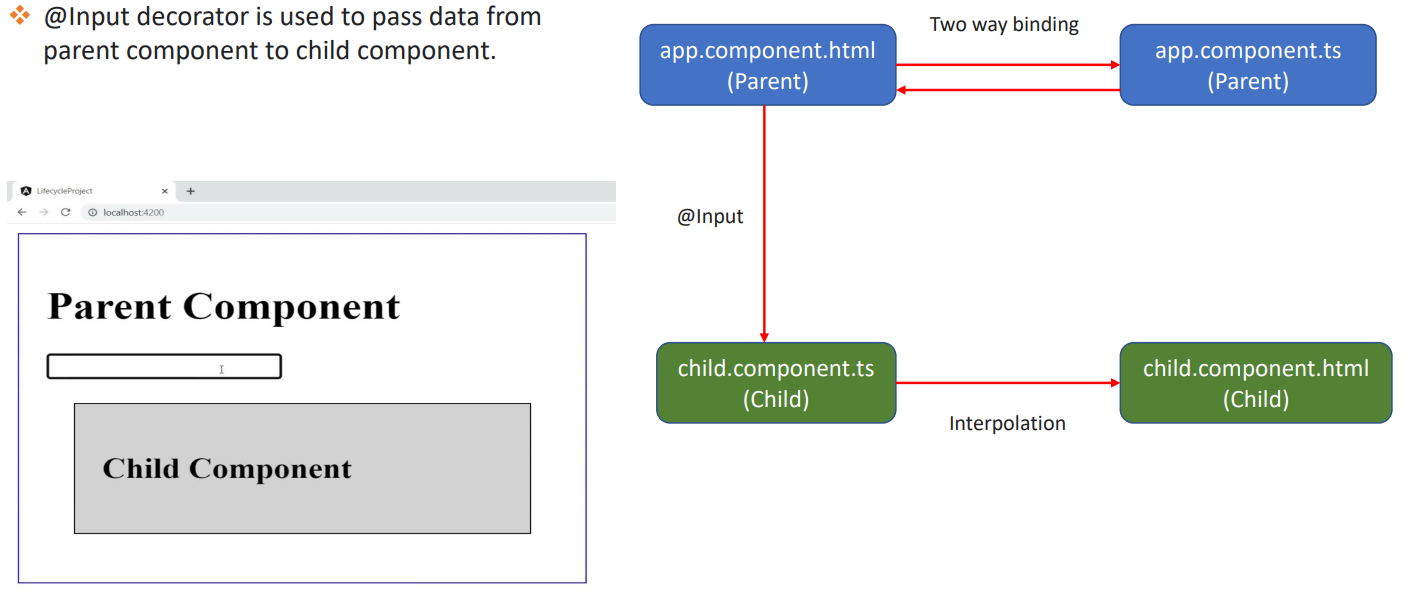 @Input decorator is used to pass data from
parent component to child component.
LifecycleProject
localhost:4200
Parent Component
Child Component
Two way binding
app.component.html
(Parent)
app.component.ts
(Parent)
@Input
child.component.ts
(Child)
child.component.html
(Child)
Interpolation